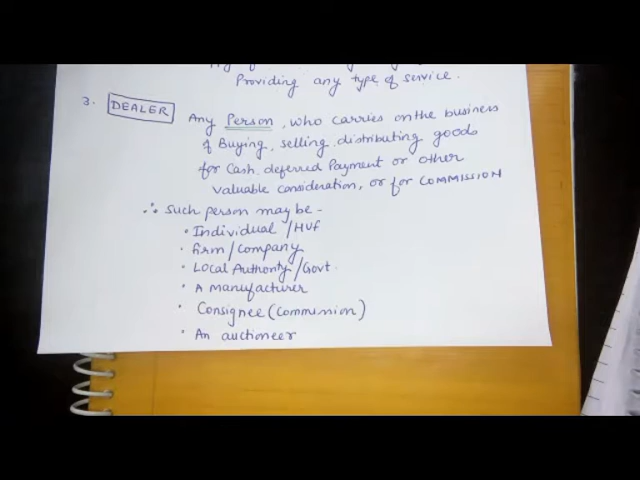 Providing any type of service.
3. DEALER Any Person, who carries on the business
of Buying, selling, distributing goods
for cash, deferred Payment or other
valuable consideration, or for COMMISSION
∴ Such person may be -
• Individual / HUF
• firm / Company
• Local Authority / Govt.
• A manufacturer
• Consignee (Commission)
• An auctioneer